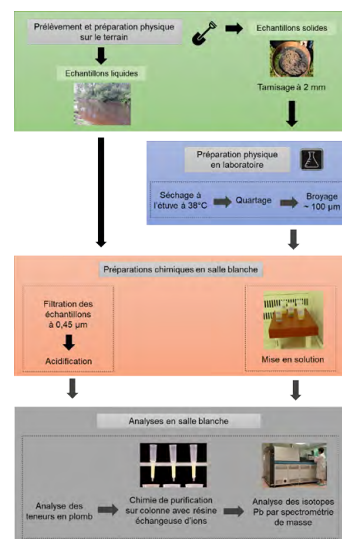 Prélèvement et préparation physique
sur le terrain
Echantillons solides
Echantillons liquides
Tamisage à 2 mm
Préparation physique
en laboratoire
Séchage à
l'étuve à 38°C
Quartage
Broyage
~ 100 µm
Préparations chimiques en salle blanche
Filtration des
échantillons
à 0,45 µm
Acidification
Mise en solution
Analyses en salle blanche
Analyse des
teneurs en plomb
Chimie de purification
sur colonne avec résine
échangeuse d'ions
Analyse des isotopes
Pb par spectrométrie
de masse